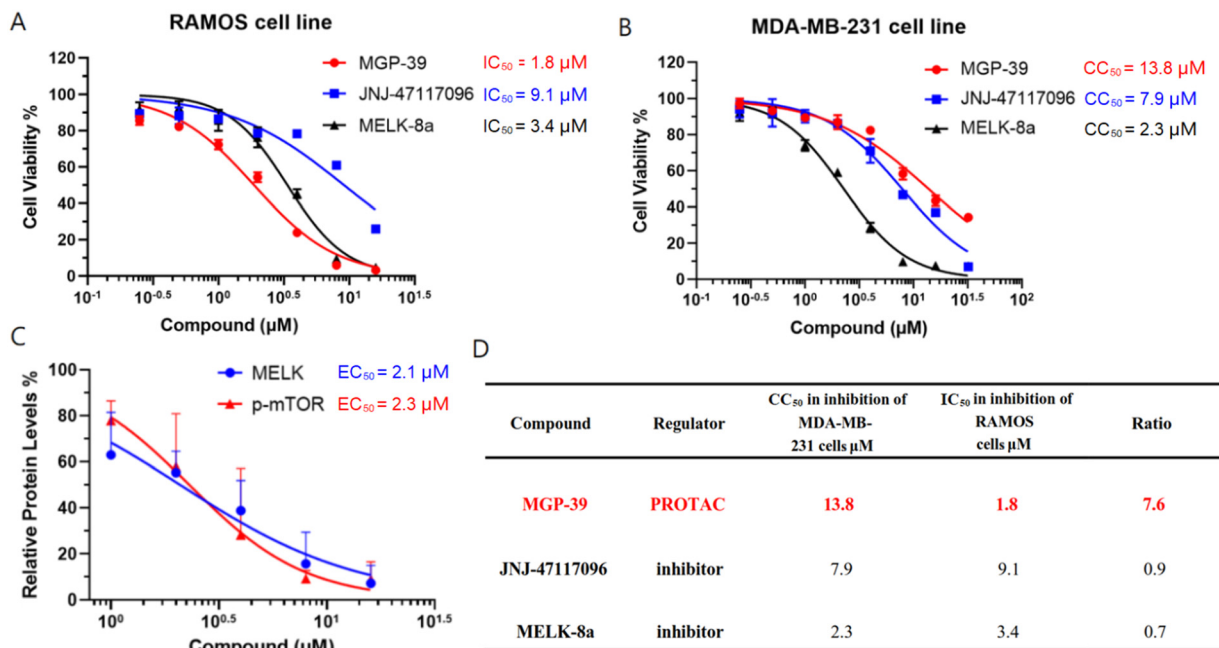 A
RAMOS cell line
MGP-39 IC50 = 1.8 μM
JNJ-47117096 IC50 = 9.1 μM
MELK-8a IC50 = 3.4 μM
Cell Viability %
120
100
80
60
40
20
0
10-1 10-0.5 100 100.5 101 101.5
Compound (μM)
B
MDA-MB-231 cell line
MGP-39 CC50 = 13.8 μM
JNJ-47117096 CC50 = 7.9 μM
MELK-8a CC50 = 2.3 μM
Cell Viability %
120
100
80
60
40
20
0
10-1 10-0.5 100 100.5 101 101.5 102
Compound (μM)
C
MELK EC50 = 2.1 μM
p-mTOR EC50 = 2.3 μM
Relative Protein Levels %
100
80
60
40
20
0
100 100.5 101 101.5
Compound (μM)
D
Compound Regulator CC50 in inhibition of MDA-MB-231 cells μM IC50 in inhibition of RAMOS cells μM Ratio
MGP-39 PROTAC 13.8 1.8 7.6
JNJ-47117096 inhibitor 7.9 9.1 0.9
MELK-8a inhibitor 2.3 3.4 0.7